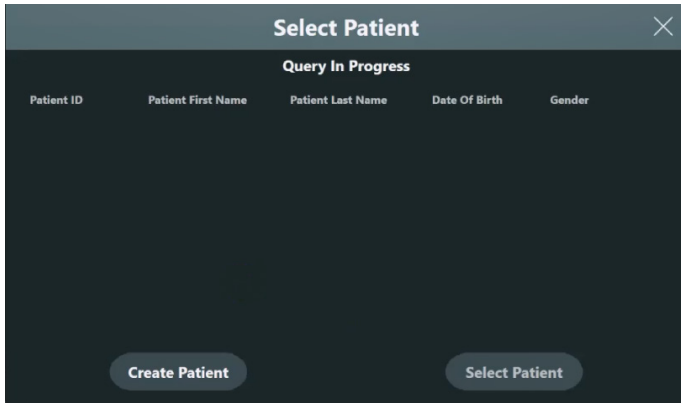 Select Patient
Query In Progress
Patient ID Patient First Name Patient Last Name Date Of Birth Gender
Create Patient Select Patient